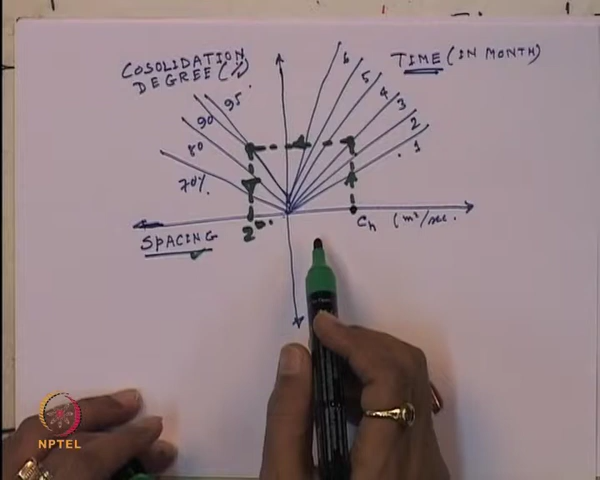 COSOLIDATION
DEGREE (%)
TIME (IN MONTH)
95
90
80
70%
6
5
4
3
2
1
SPACING
2
Ch (m²/sec.
NPTEL